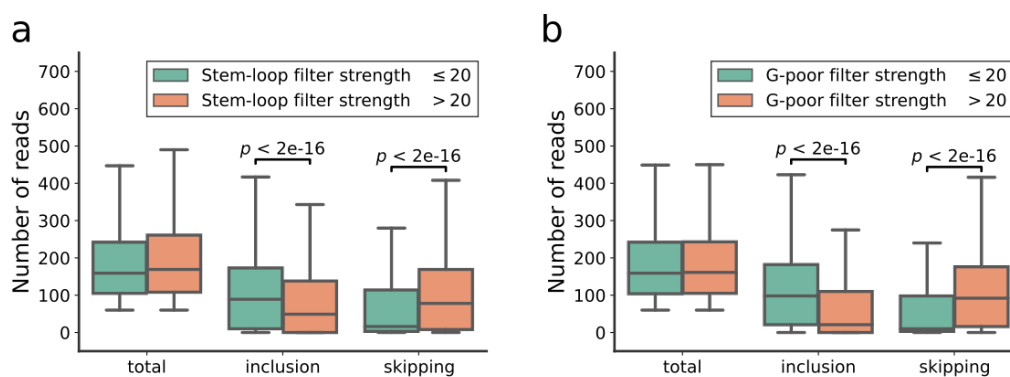 a
Number of reads
700
600
500
400
300
200
100
0
Stem-loop filter strength ≤ 20
Stem-loop filter strength > 20
p < 2e-16
p < 2e-16
total
inclusion
skipping
b
Number of reads
700
600
500
400
300
200
100
0
G-poor filter strength ≤ 20
G-poor filter strength > 20
p < 2e-16
p < 2e-16
total
inclusion
skipping